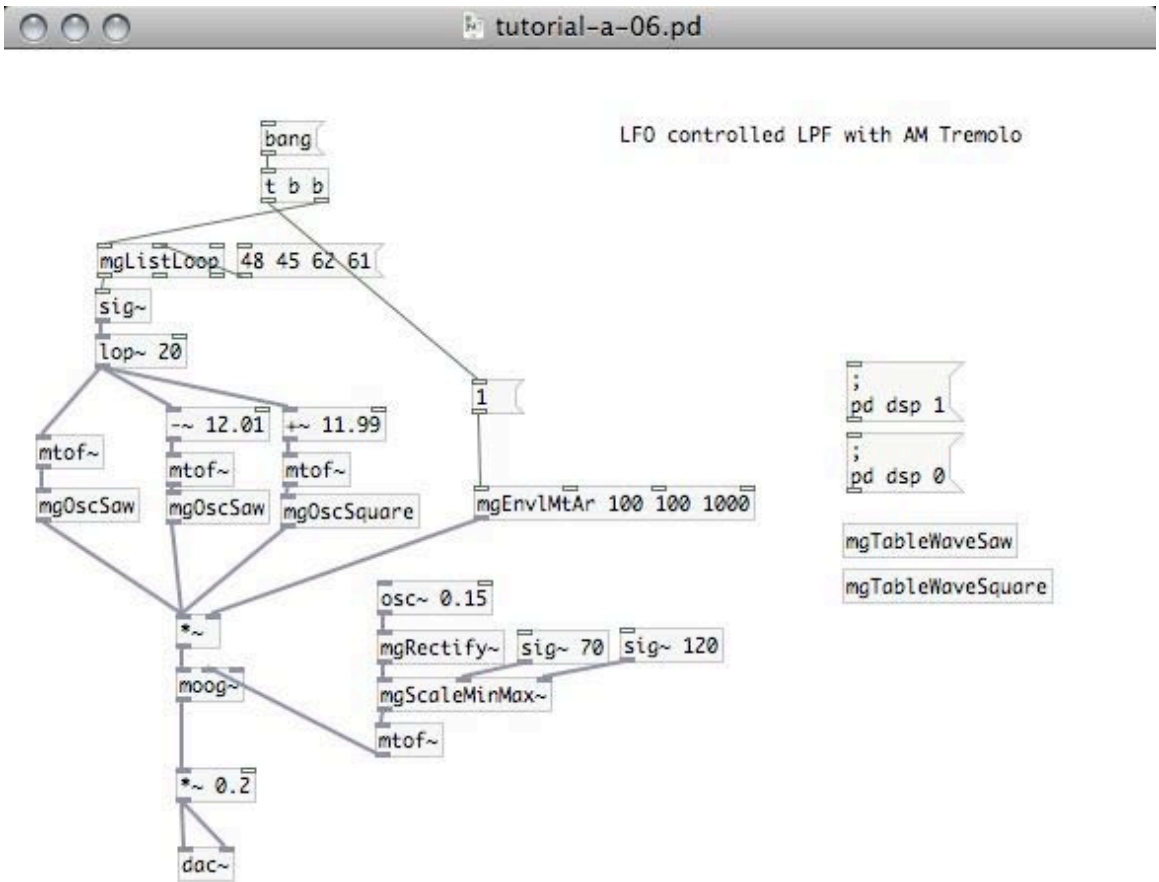 tutorial-a-06.pd
LFO controlled LPF with AM Tremolo
bang
t b b
mgListLoop
48 45 62 61
sig~
lop~ 20
1
;
pd dsp 1
-~ 12.01
+~ 11.99
;
pd dsp 0
mtof~
mtof~
mtof~
mgOscSaw
mgOscSaw
mgOscSquare
mgEnvlMtAr 100 100 1000
mgTableWaveSaw
mgTableWaveSquare
osc~ 0.15
*~
mgRectify~
sig~ 70
sig~ 120
moog~
mgScaleMinMax~
mtof~
*~ 0.2
dac~